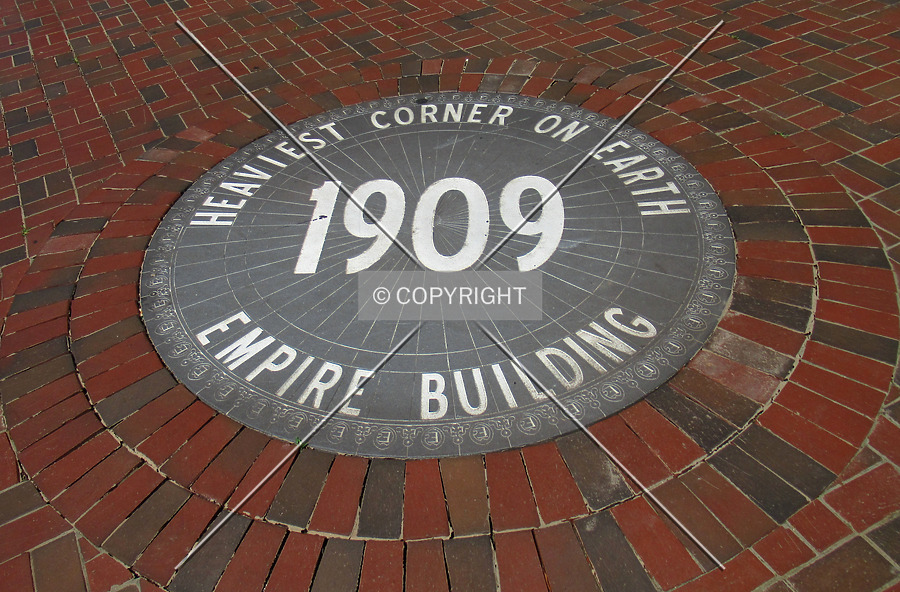 HEAVIEST CORNER ON EARTH
1909
© COPYRIGHT
EMPIRE BUILDING